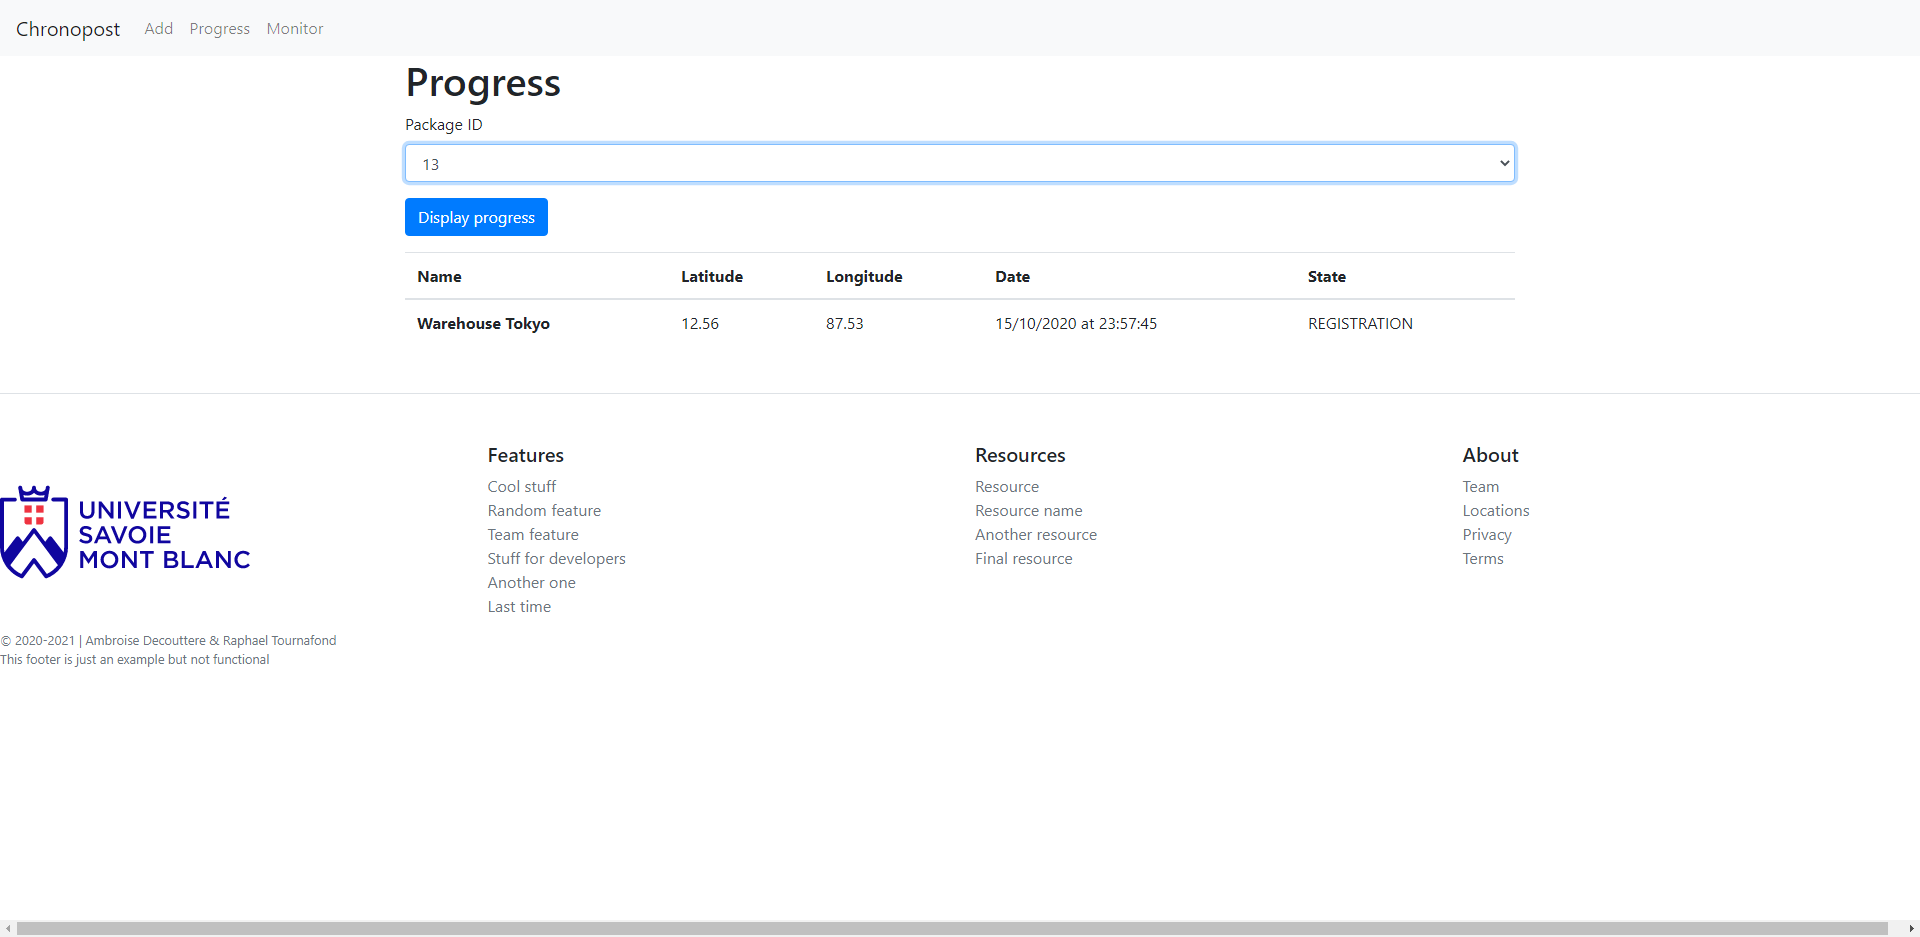 Chronopost Add Progress Monitor
Progress
Package ID
13
Display progress
Name Latitude Longitude Date State
Warehouse Tokyo 12.56 87.53 15/10/2020 at 23:57:45 REGISTRATION
UNIVERSITÉ
SAVOIE
MONT BLANC
Features
Cool stuff
Random feature
Team feature
Stuff for developers
Another one
Last time
Resources
Resource
Resource name
Another resource
Final resource
About
Team
Locations
Privacy
Terms
© 2020-2021 | Ambroise Decouttere & Raphael Tournafond
This footer is just an example but not functional